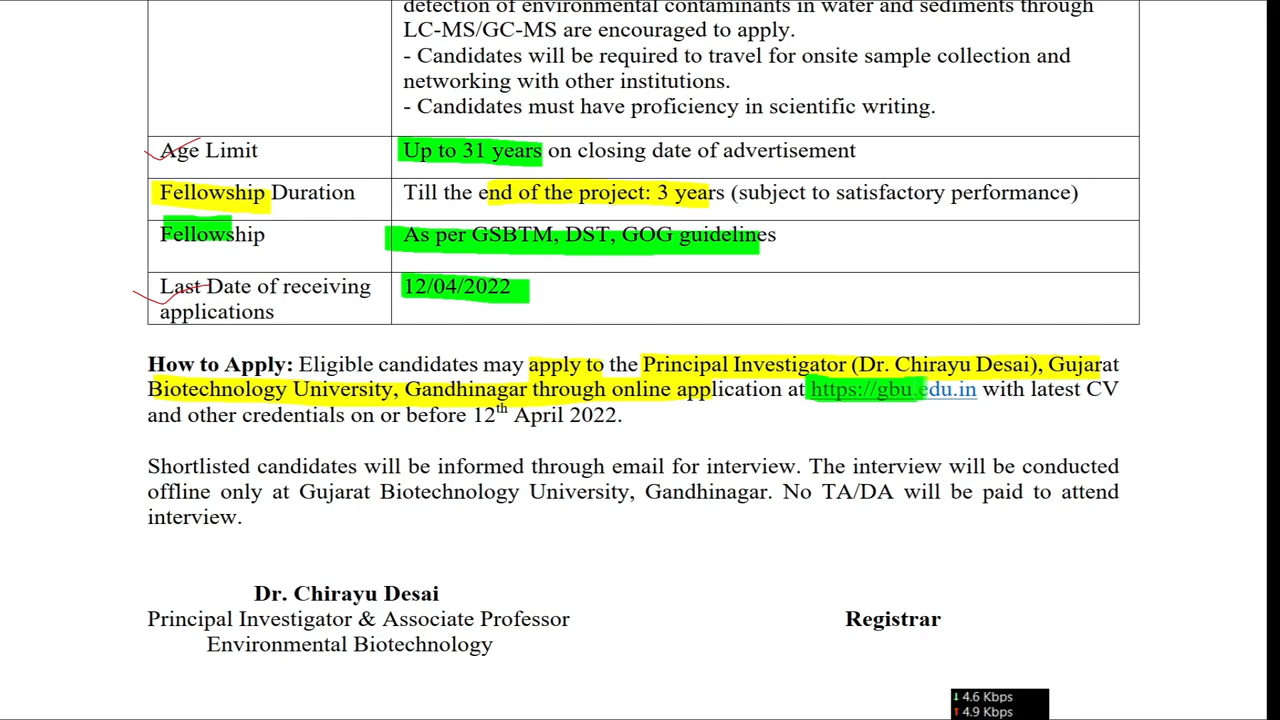 detection of environmental contaminants in water and sediments through
LC-MS/GC-MS are encouraged to apply.
- Candidates will be required to travel for onsite sample collection and
networking with other institutions.
- Candidates must have proficiency in scientific writing.
Age Limit
Up to 31 years on closing date of advertisement
Fellowship Duration
Till the end of the project: 3 years (subject to satisfactory performance)
Fellowship
As per GSBTM, DST, GOG guidelines
Last Date of receiving
applications
12/04/2022
How to Apply: Eligible candidates may apply to the Principal Investigator (Dr. Chirayu Desai), Gujarat
Biotechnology University, Gandhinagar through online application at https://gbu.edu.in with latest CV
and other credentials on or before 12th April 2022.
Shortlisted candidates will be informed through email for interview. The interview will be conducted
offline only at Gujarat Biotechnology University, Gandhinagar. No TA/DA will be paid to attend
interview.
Dr. Chirayu Desai
Principal Investigator & Associate Professor
Environmental Biotechnology
Registrar
↓ 4.6 Kbps
↑ 4.9 Kbps